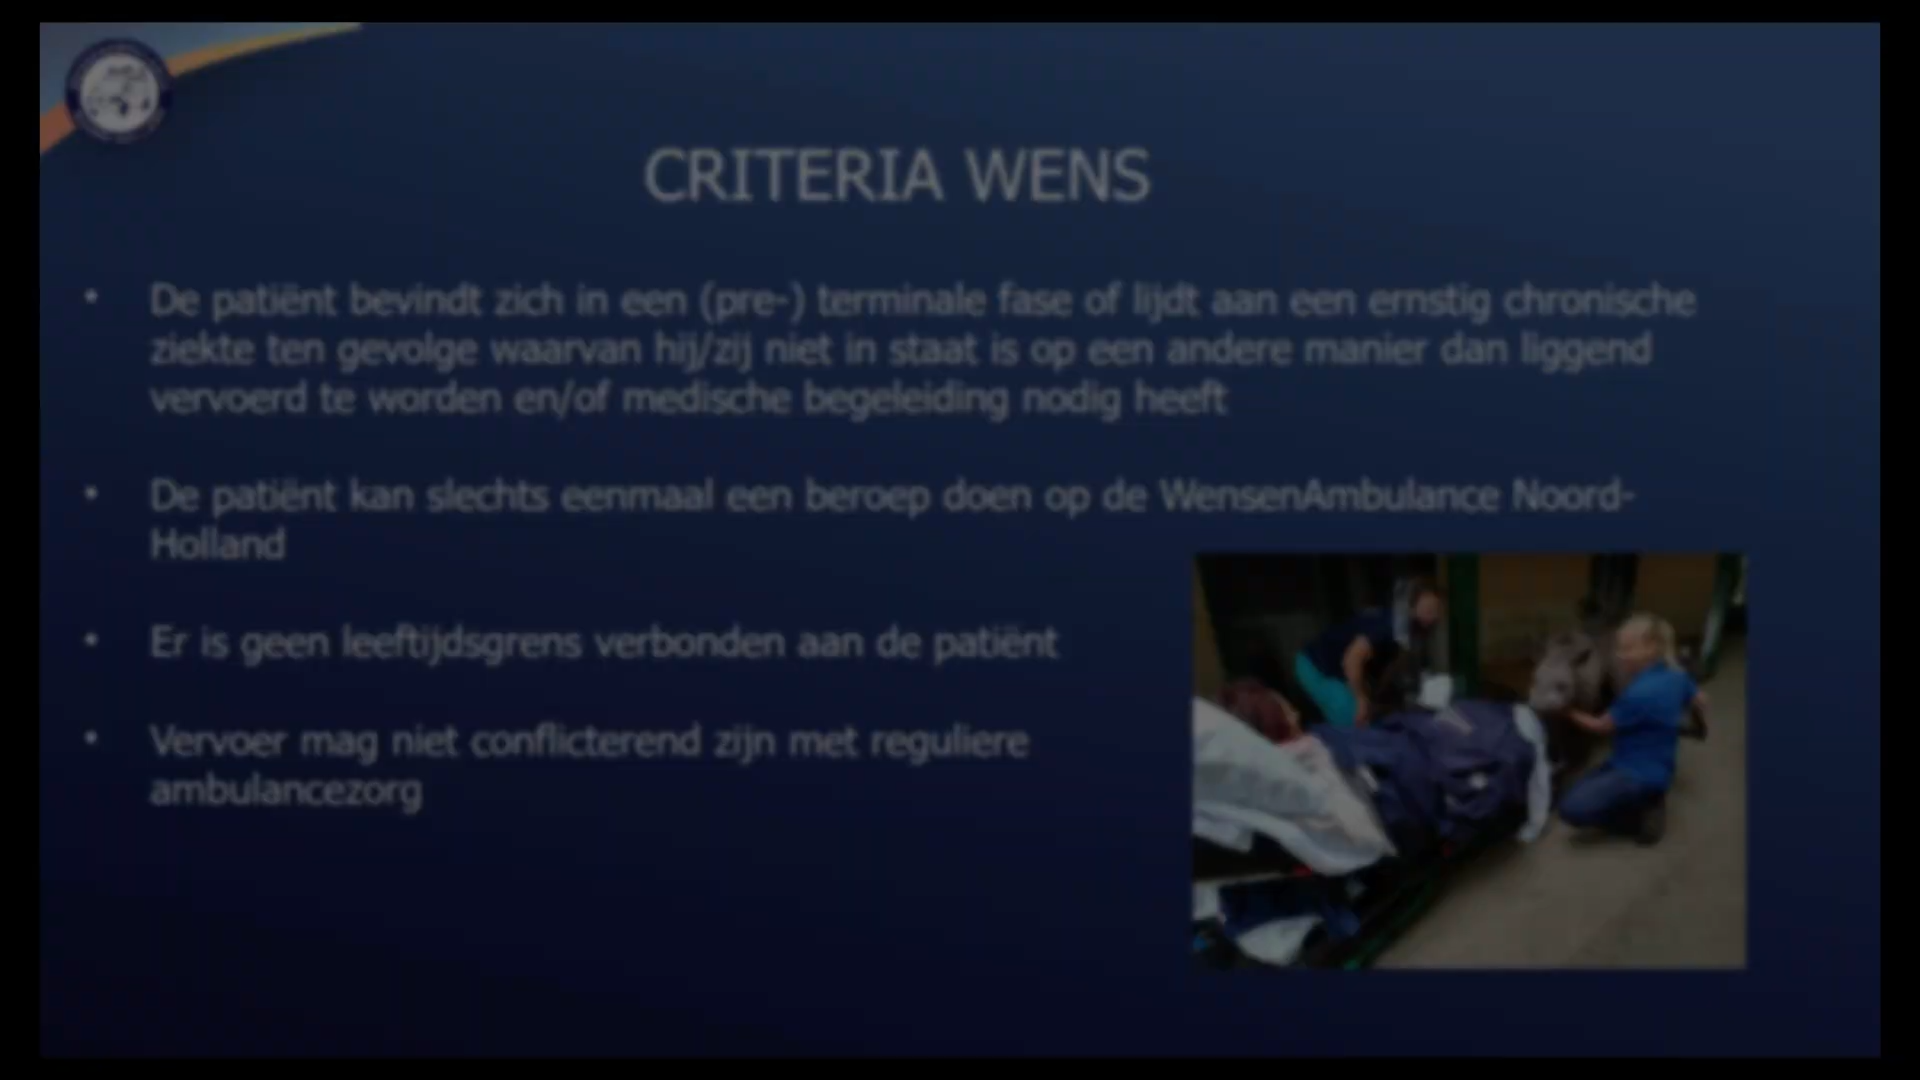 CRITERIA WENS
• De patiënt bevindt zich in een (pre-) terminale fase of lijdt aan een ernstig chronische
ziekte ten gevolge waarvan hij/zij niet in staat is op een andere manier dan liggend
vervoerd te worden en/of medische begeleiding nodig heeft
• De patiënt kan slechts eenmaal een beroep doen op de WensenAmbulance Noord-
Holland
• Er is geen leeftijdsgrens verbonden aan de patiënt
• Vervoer mag niet conflicterend zijn met reguliere
ambulancezorg